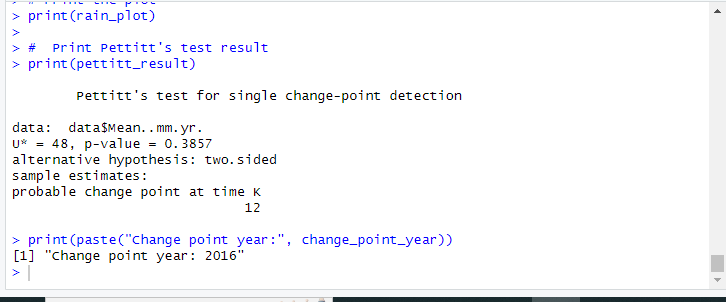 > # Print the plot
> print(rain_plot)
>
> #  Print Pettitt's test result
> print(pettitt_result)
Pettitt's test for single change-point detection
data:  data$Mean..mm.yr.
U* = 48, p-value = 0.3857
alternative hypothesis: two.sided
sample estimates:
probable change point at time K
12
> print(paste("Change point year:", change_point_year))
[1] "Change point year: 2016"
>